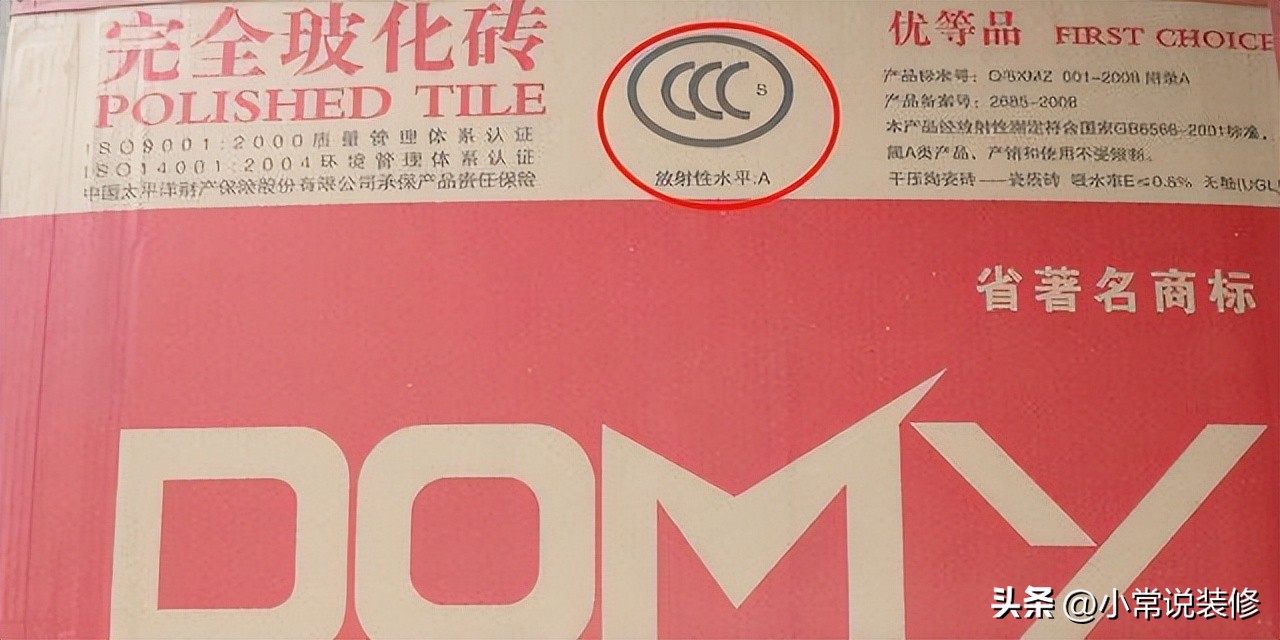 完全玻化砖
POLISHED TILE
ISO9001:2000质量管理体系认证
ISO14001:2004环境管理体系认证
中国太平洋财产保险股份有限公司承保产品责任保险
CCC S
放射性水平:A
优等品 FIRST CHOICE
产品标准号: Q/BXMZ 001-2008 附录A
产品备案号: 2685-2008
本产品经放射性测定符合国家GB6566-2001标准,
属A类产品、产销和使用不受限制。
干压陶瓷砖——瓷质砖 吸水率E≤0.8% 无釉(UGL
省著名商标
DOMY
头条 @小常说装修